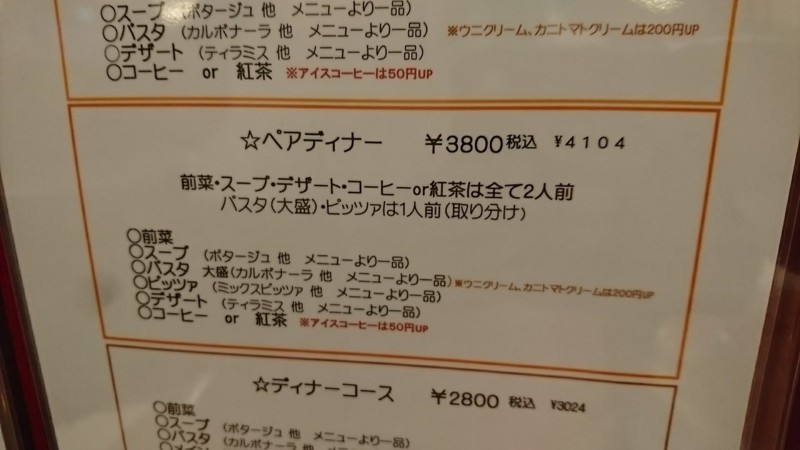 ○スープ (ポタージュ 他 メニューより一品)
○パスタ (カルボナーラ 他 メニューより一品) ※ウニクリーム、カニトマトクリームは200円UP
○デザート (ティラミス 他 メニューより一品)
○コーヒー or 紅茶 ※アイスコーヒーは50円UP
☆ペアディナー ￥3800税込 ¥4104
前菜・スープ・デザート・コーヒーor紅茶は全て2人前
パスタ(大盛)・ピッツァは1人前(取り分け)
○前菜
○スープ (ポタージュ 他 メニューより一品)
○パスタ 大盛(カルボナーラ 他 メニューより一品)※ウニクリーム、カニトマトクリームは200円UP
○ピッツァ (ミックスピッツァ 他 メニューより一品)
○デザート (ティラミス 他 メニューより一品)
○コーヒー or 紅茶 ※アイスコーヒーは50円UP
☆ディナーコース ￥2800 税込 ¥3024
○前菜
○スープ (ポタージュ 他 メニューより一品)
○パスタ (カルボナーラ 他 メニューより一品)